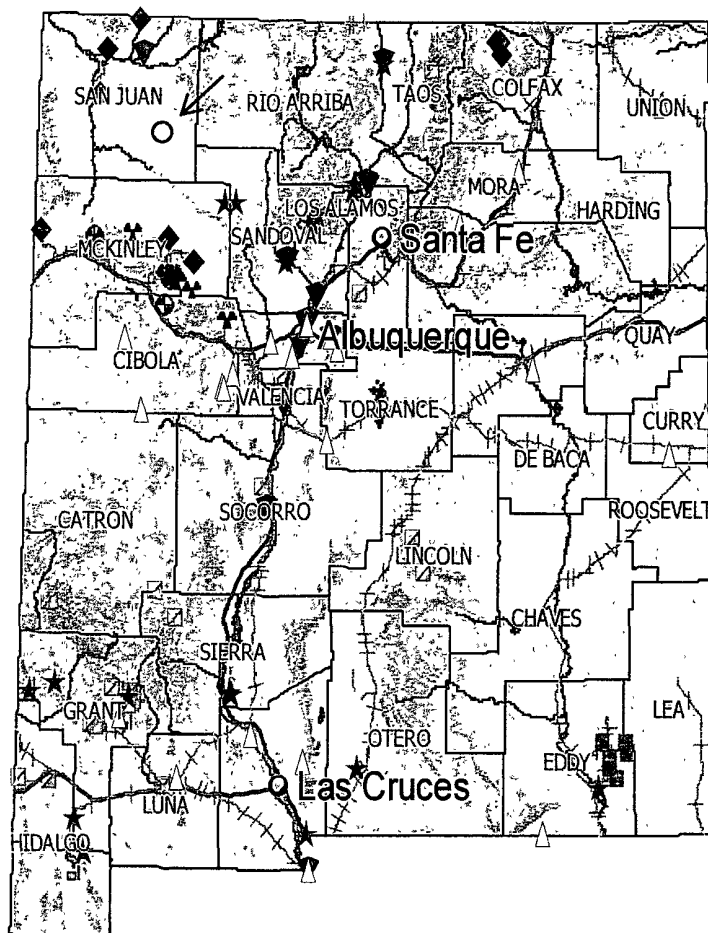 SAN JUAN
RIO ARRIBA
TAOS
COLFAX
UNION
MORA
HARDING
LOS ALAMOS
SANDOVAL
MCKINLEY
Santa Fe
Albuquerque
QUAY
CIBOLA
VALENCIA
TORRANCE
CURRY
DE BACA
SOCORRO
CATRON
ROOSEVELT
LINCOLN
CHAVES
SIERRA
GRANT
LEA
OTERO
EDDY
Las Cruces
LUNA
HIDALGO